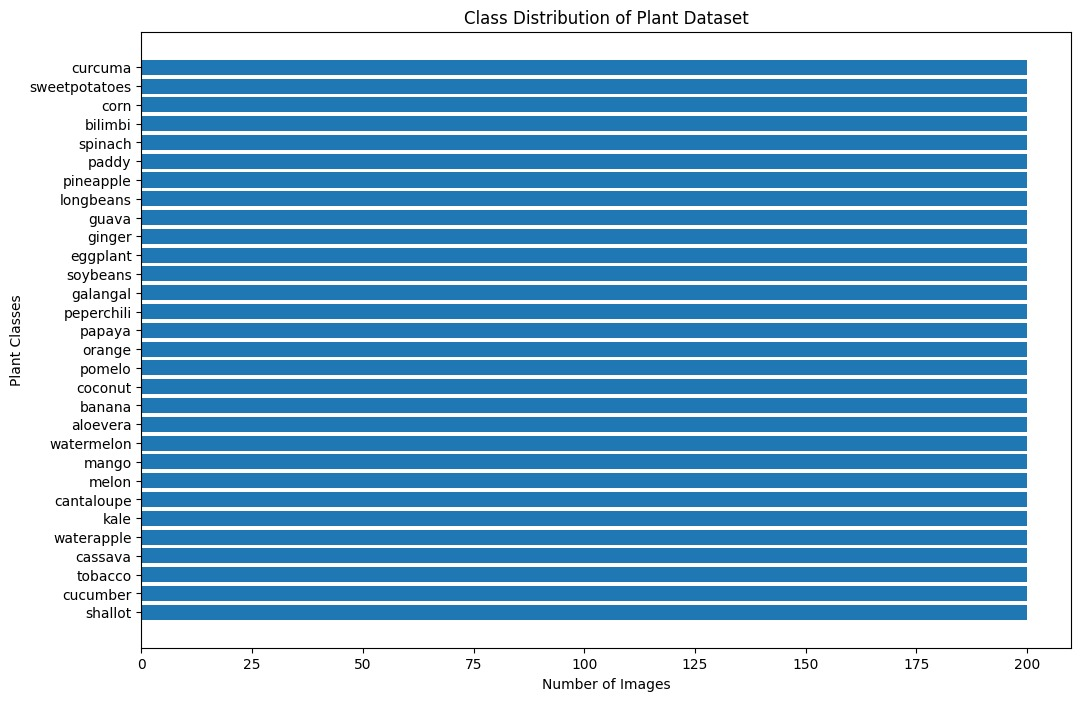 Class Distribution of Plant Dataset
Plant Classes
curcuma
sweetpotatoes
corn
bilimbi
spinach
paddy
pineapple
longbeans
guava
ginger
eggplant
soybeans
galangal
peperchili
papaya
orange
pomelo
coconut
banana
aloevera
watermelon
mango
melon
cantaloupe
kale
waterapple
cassava
tobacco
cucumber
shallot
0 25 50 75 100 125 150 175 200
Number of Images